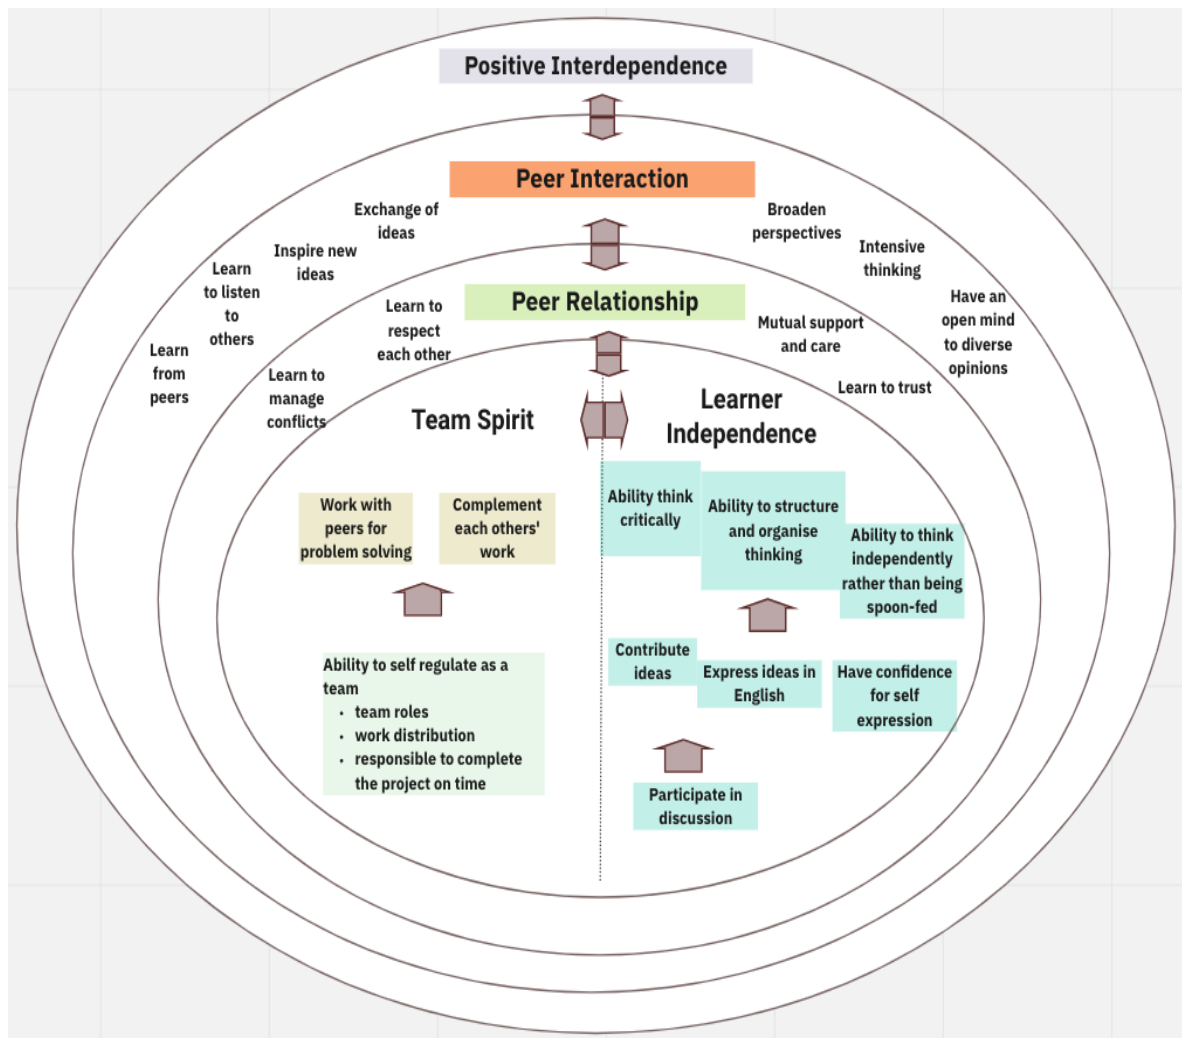 Positive Interdependence
Peer Interaction
Exchange of
ideas
Inspire new
ideas
Learn
to listen
to
others
Learn
from
peers
Broaden
perspectives
Intensive
thinking
Have an
open mind
to diverse
opinions
Peer Relationship
Learn to
respect
each other
Learn to
manage
conflicts
Mutual support
and care
Learn to trust
Team Spirit
Work with
peers for
problem solving
Complement
each others'
work
Ability to self regulate as a
team
• team roles
• work distribution
• responsible to complete
the project on time
Learner
Independence
Ability think
critically
Ability to structure
and organise
thinking
Ability to think
independently
rather than being
spoon-fed
Contribute
ideas
Express ideas in
English
Have confidence
for self
expression
Participate in
discussion